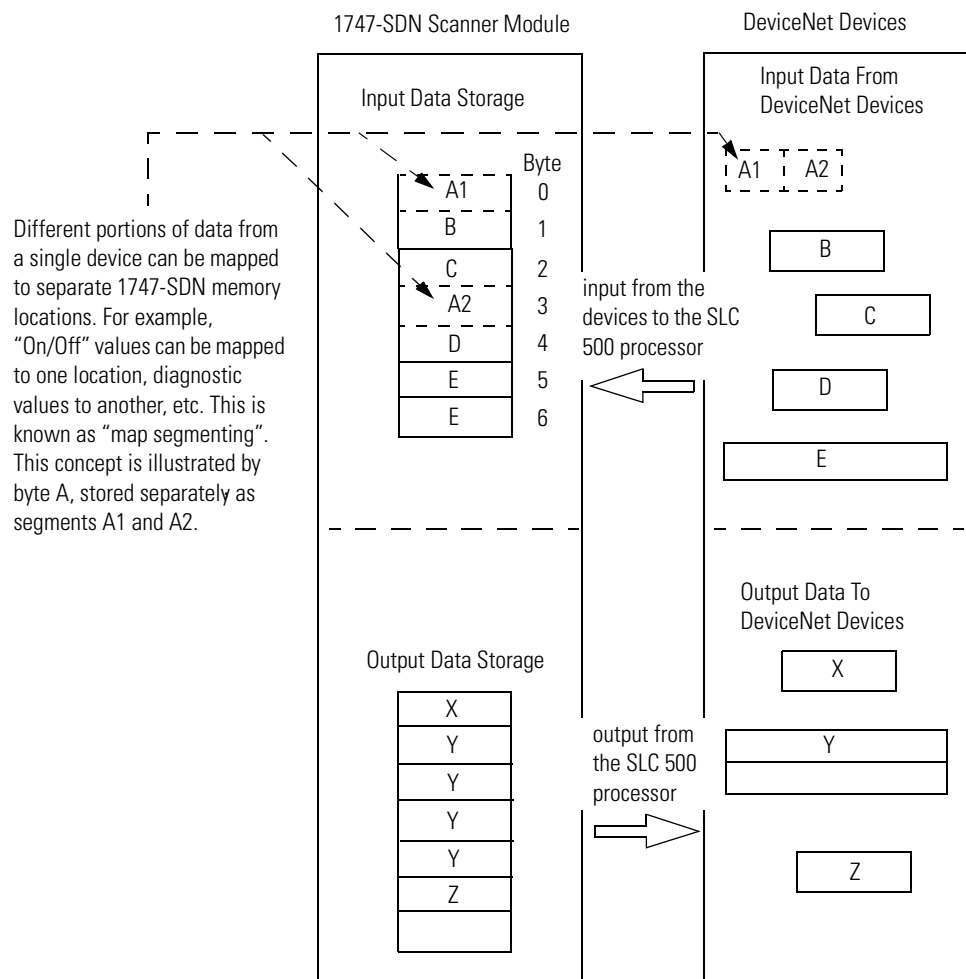 1747-SDN Scanner Module
DeviceNet Devices
Input Data Storage
Input Data From
DeviceNet Devices
Byte
A1 0
B 1
C 2
A2 3
D 4
E 5
E 6
A1 A2
B
C
D
E
Different portions of data from
a single device can be mapped
to separate 1747-SDN memory
locations. For example,
“On/Off” values can be mapped
to one location, diagnostic
values to another, etc. This is
known as “map segmenting”.
This concept is illustrated by
byte A, stored separately as
segments A1 and A2.
input from the
devices to the SLC
500 processor
Output Data Storage
X
Y
Y
Y
Y
Z
output from
the SLC 500
processor
Output Data To
DeviceNet Devices
X
Y
Z